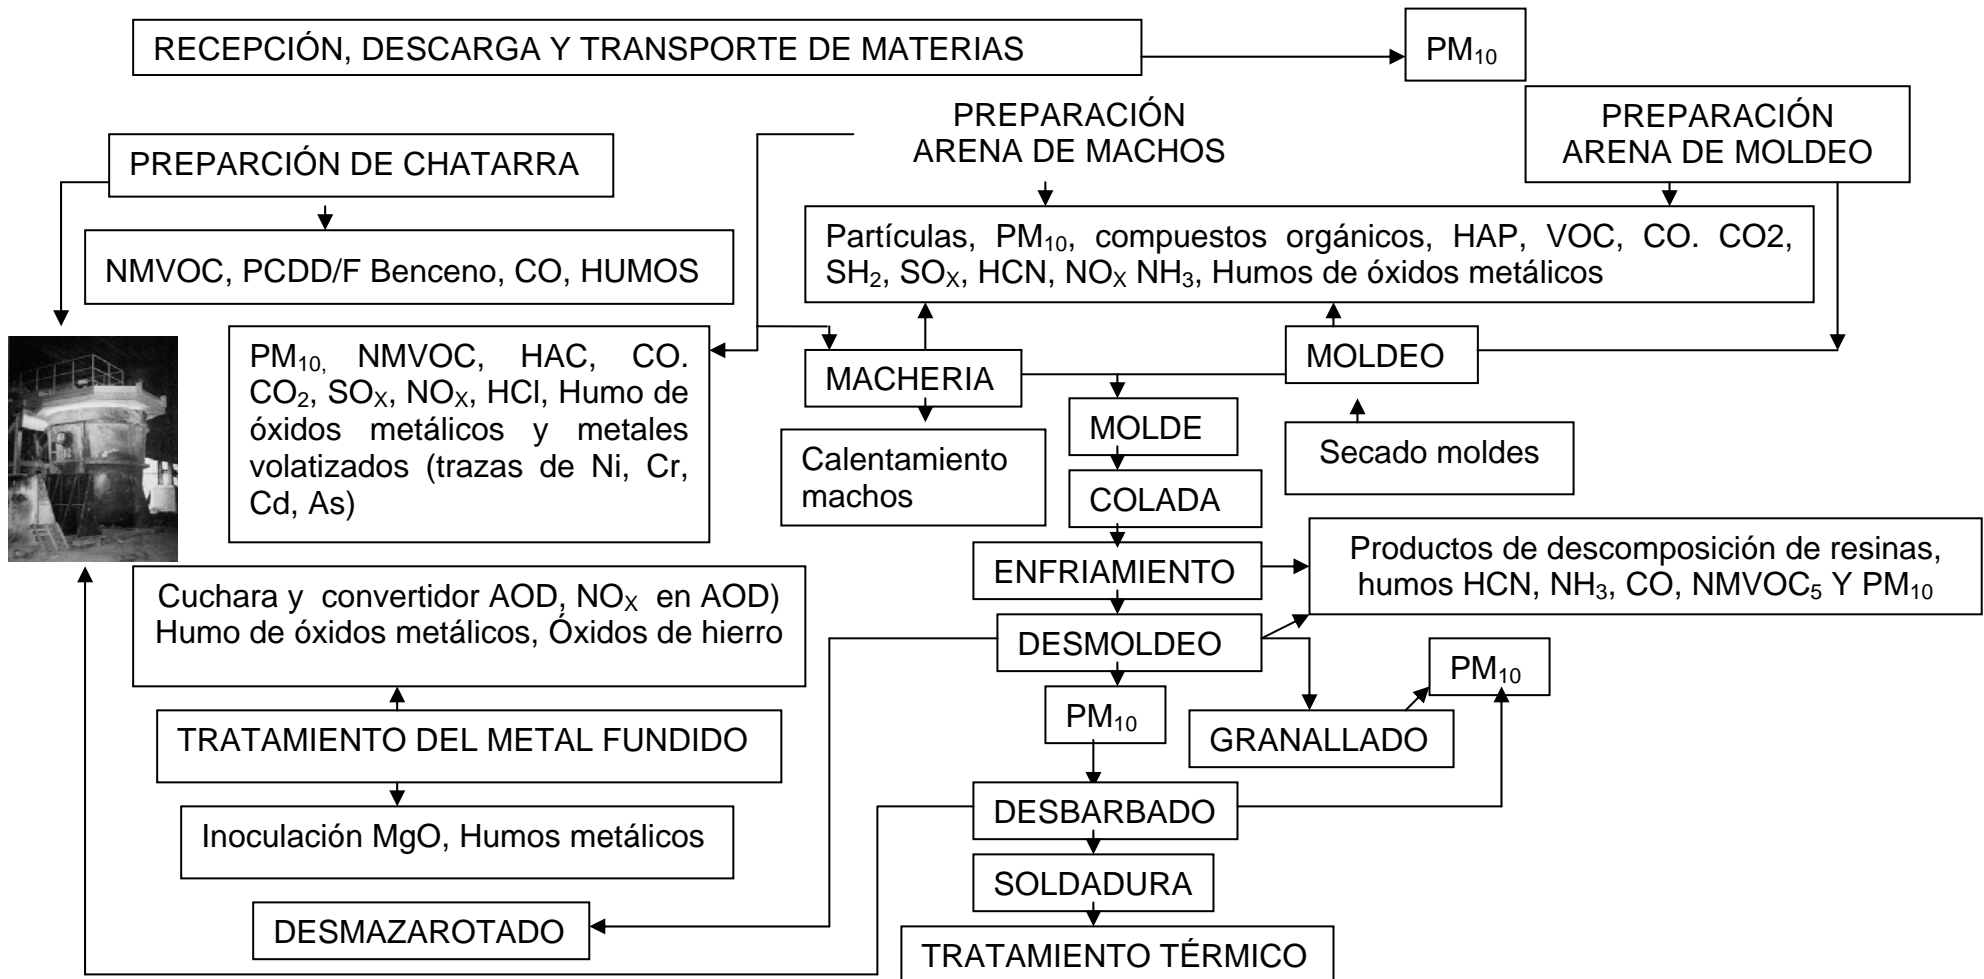 RECEPCIÓN, DESCARGA Y TRANSPORTE DE MATERIAS
PM₁₀
PREPARACIÓN
ARENA DE MACHOS
PREPARACIÓN
ARENA DE MOLDEO
PREPARCIÓN DE CHATARRA
NMVOC, PCDD/F Benceno, CO, HUMOS
Partículas, PM₁₀, compuestos orgánicos, HAP, VOC, CO. CO2,
SH₂, SOₓ, HCN, NOₓ NH₃, Humos de óxidos metálicos
PM₁₀, NMVOC, HAC, CO.
CO₂, SOₓ, NOₓ, HCl, Humo de
óxidos metálicos y metales
volatizados (trazas de Ni, Cr,
Cd, As)
MACHERIA
MOLDEO
MOLDE
Calentamiento
machos
Secado moldes
COLADA
ENFRIAMIENTO
Productos de descomposición de resinas,
humos HCN, NH₃, CO, NMVOC₅ Y PM₁₀
Cuchara y convertidor AOD, NOₓ en AOD)
Humo de óxidos metálicos, Óxidos de hierro
DESMOLDEO
PM₁₀
PM₁₀
GRANALLADO
TRATAMIENTO DEL METAL FUNDIDO
Inoculación MgO, Humos metálicos
DESBARBADO
SOLDADURA
DESMAZAROTADO
TRATAMIENTO TÉRMICO